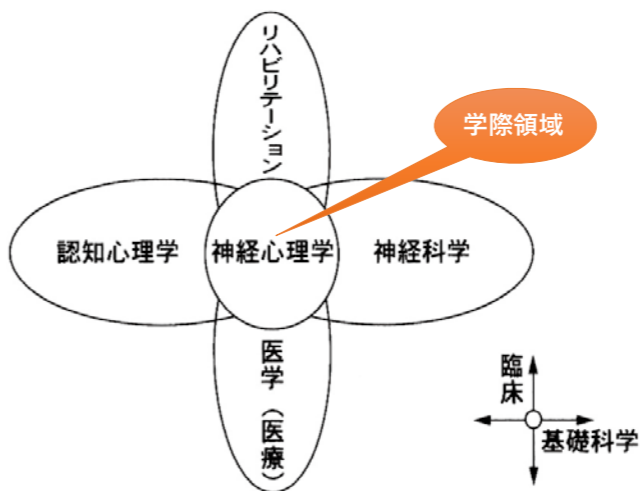 リハビリテーション
学際領域
認知心理学
神経心理学
神経科学
医学（医療）
臨床
基礎科学